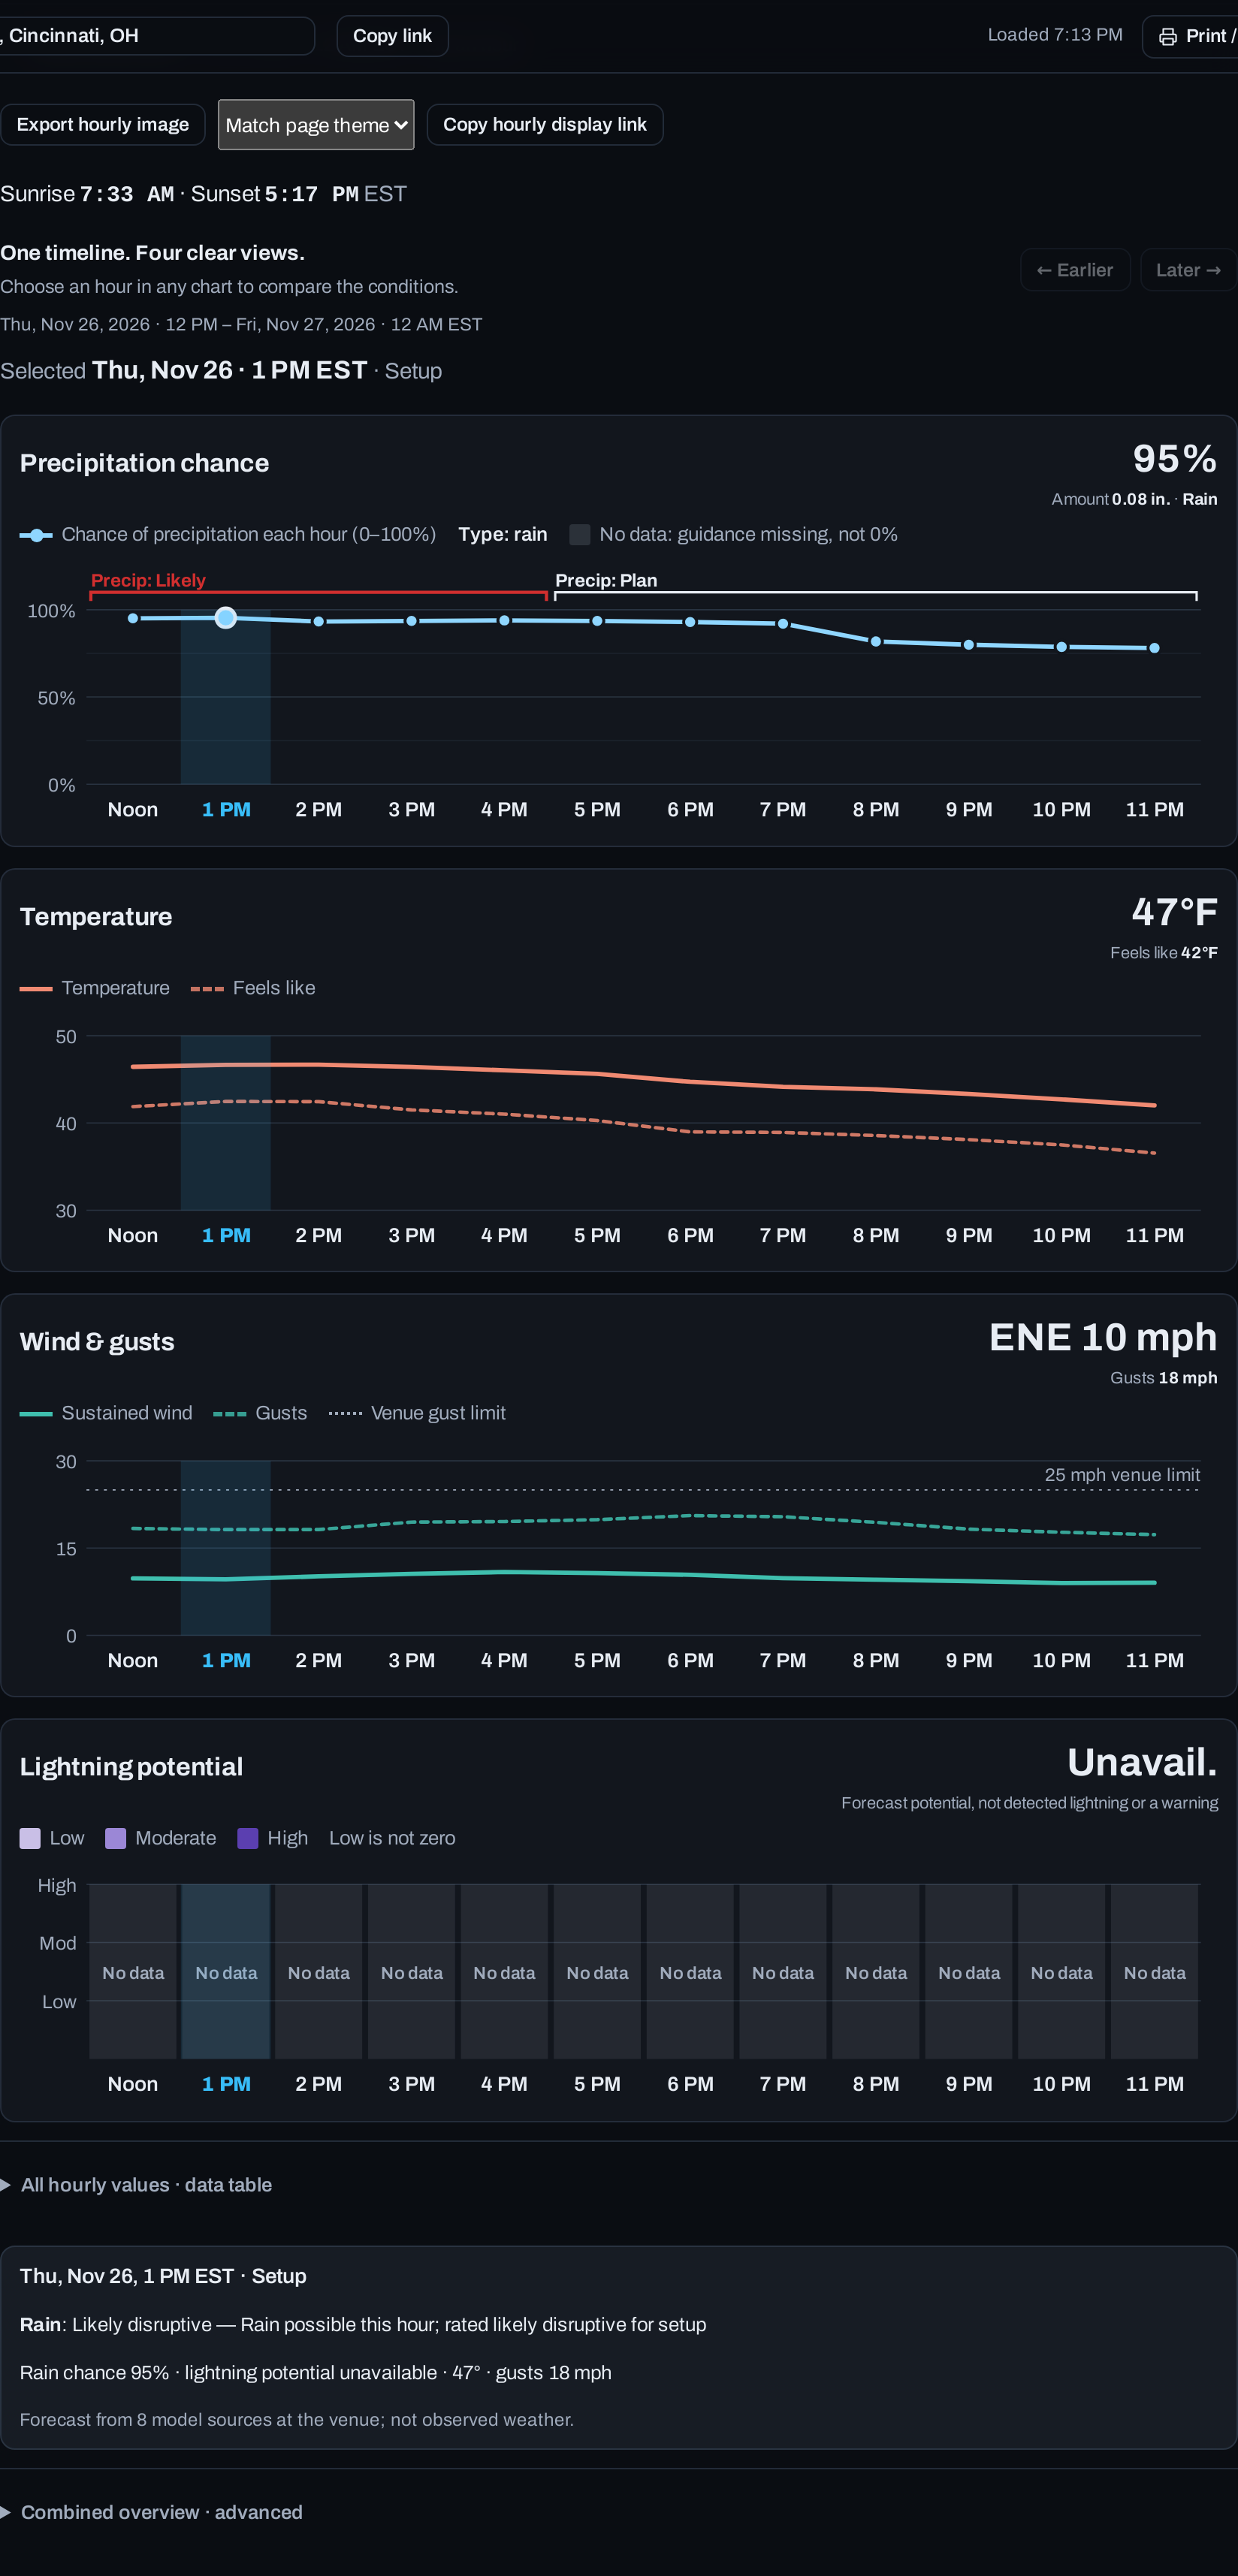 , Cincinnati, OH Copy link Loaded 7:13 PM Print /
Export hourly image Match page theme Copy hourly display link
Sunrise 7:33 AM · Sunset 5:17 PM EST
One timeline. Four clear views.
← Earlier Later →
Choose an hour in any chart to compare the conditions.
Thu, Nov 26, 2026 · 12 PM – Fri, Nov 27, 2026 · 12 AM EST
Selected Thu, Nov 26 · 1 PM EST · Setup
Precipitation chance 95%
Amount 0.08 in. · Rain
Chance of precipitation each hour (0–100%) Type: rain No data: guidance missing, not 0%
Precip: Likely Precip: Plan
100%
50%
0%
Noon 1 PM 2 PM 3 PM 4 PM 5 PM 6 PM 7 PM 8 PM 9 PM 10 PM 11 PM
Temperature 47°F
Feels like 42°F
Temperature Feels like
50
40
30
Noon 1 PM 2 PM 3 PM 4 PM 5 PM 6 PM 7 PM 8 PM 9 PM 10 PM 11 PM
Wind & gusts ENE 10 mph
Gusts 18 mph
Sustained wind Gusts Venue gust limit
30
25 mph venue limit
15
0
Noon 1 PM 2 PM 3 PM 4 PM 5 PM 6 PM 7 PM 8 PM 9 PM 10 PM 11 PM
Lightning potential Unavail.
Forecast potential, not detected lightning or a warning
Low Moderate High Low is not zero
High
Mod
No data No data No data No data No data No data No data No data No data No data No data No data
Low
Noon 1 PM 2 PM 3 PM 4 PM 5 PM 6 PM 7 PM 8 PM 9 PM 10 PM 11 PM
All hourly values · data table
Thu, Nov 26, 1 PM EST · Setup
Rain: Likely disruptive — Rain possible this hour; rated likely disruptive for setup
Rain chance 95% · lightning potential unavailable · 47° · gusts 18 mph
Forecast from 8 model sources at the venue; not observed weather.
Combined overview · advanced